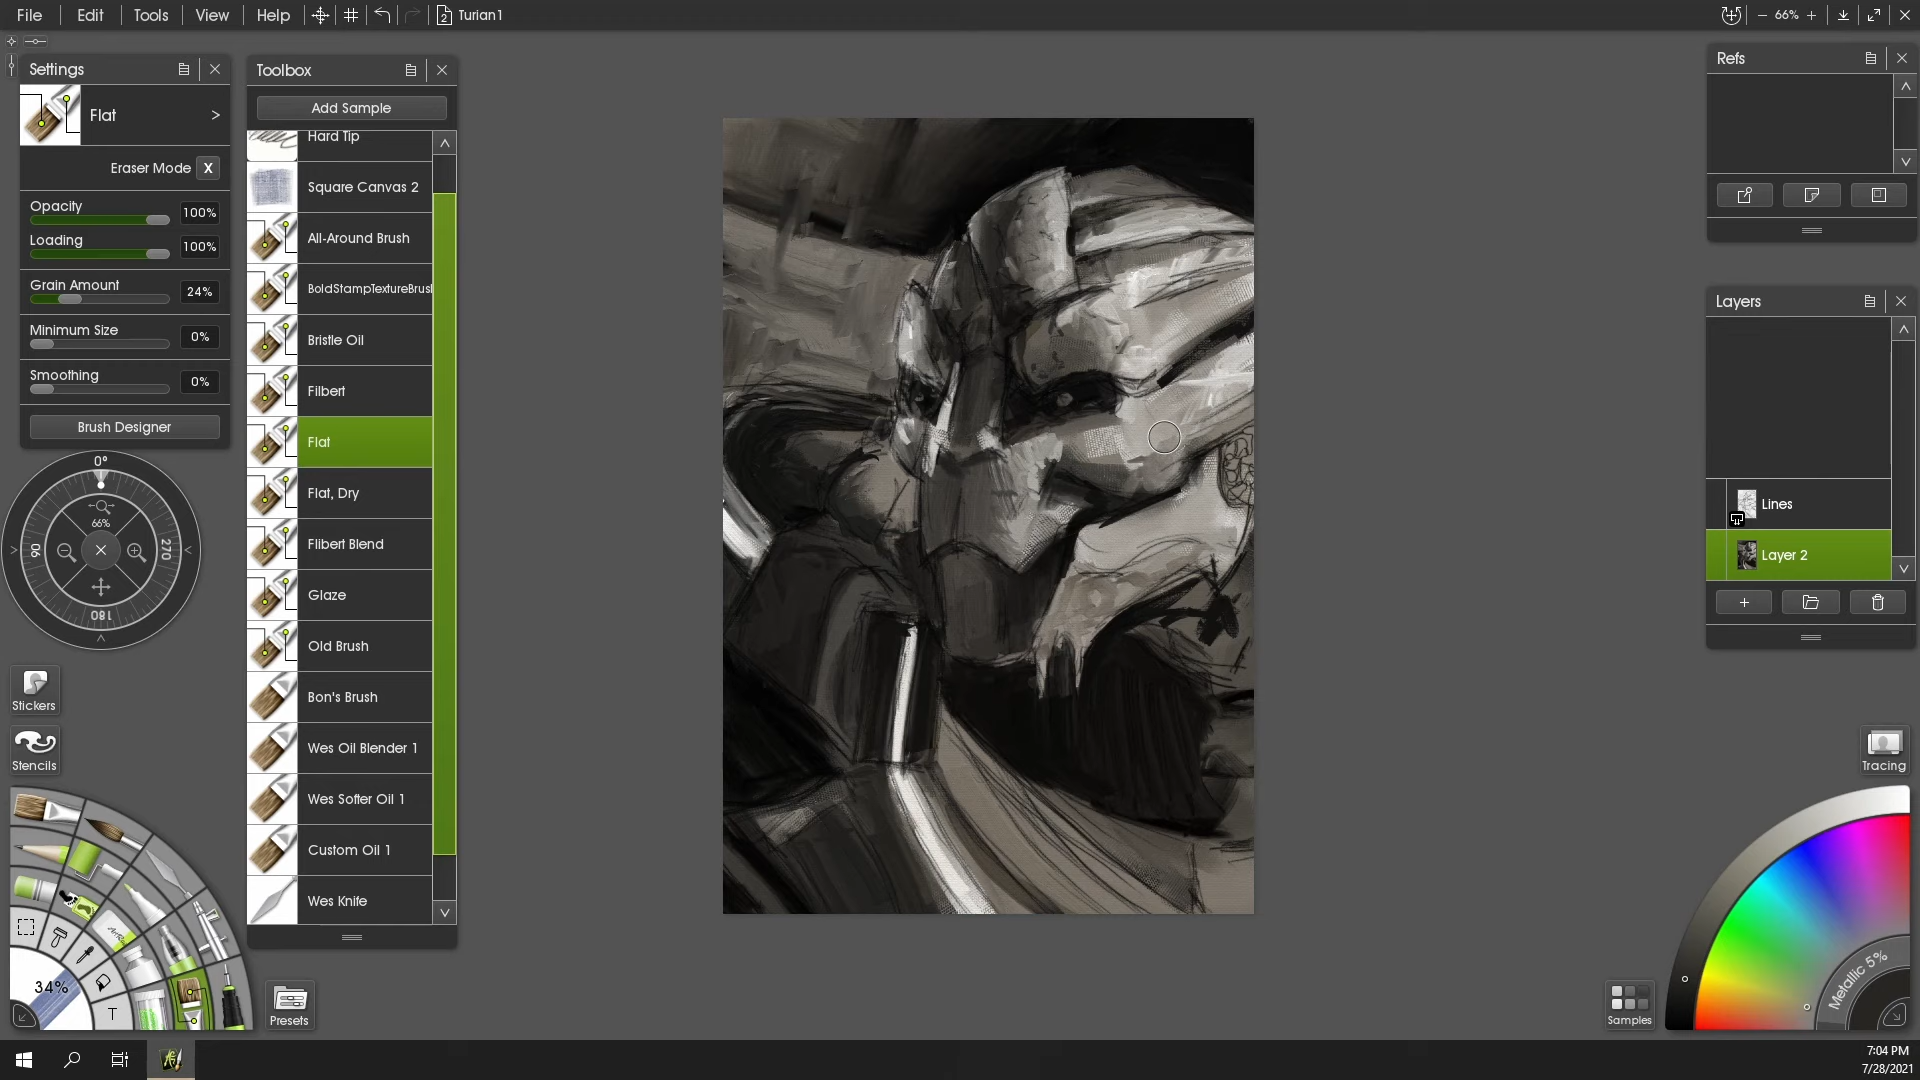 File Edit Tools View Help 2 Turian1 66%
Settings
Flat >
Eraser Mode X
Opacity 100%
Loading 100%
Grain Amount 24%
Minimum Size 0%
Smoothing 0%
Brush Designer
0°
66%
90 270
180
Stickers
Stencils
34%
T
Toolbox
Add Sample
Hard Tip
Square Canvas 2
All-Around Brush
BoldStampTextureBrus
Bristle Oil
Filbert
Flat
Flat, Dry
Flibert Blend
Glaze
Old Brush
Bon's Brush
Wes Oil Blender 1
Wes Softer Oil 1
Custom Oil 1
Wes Knife
Presets
Refs
Layers
Lines
Layer 2
Tracing
Metallic 5%
Samples
7:04 PM
7/28/2021